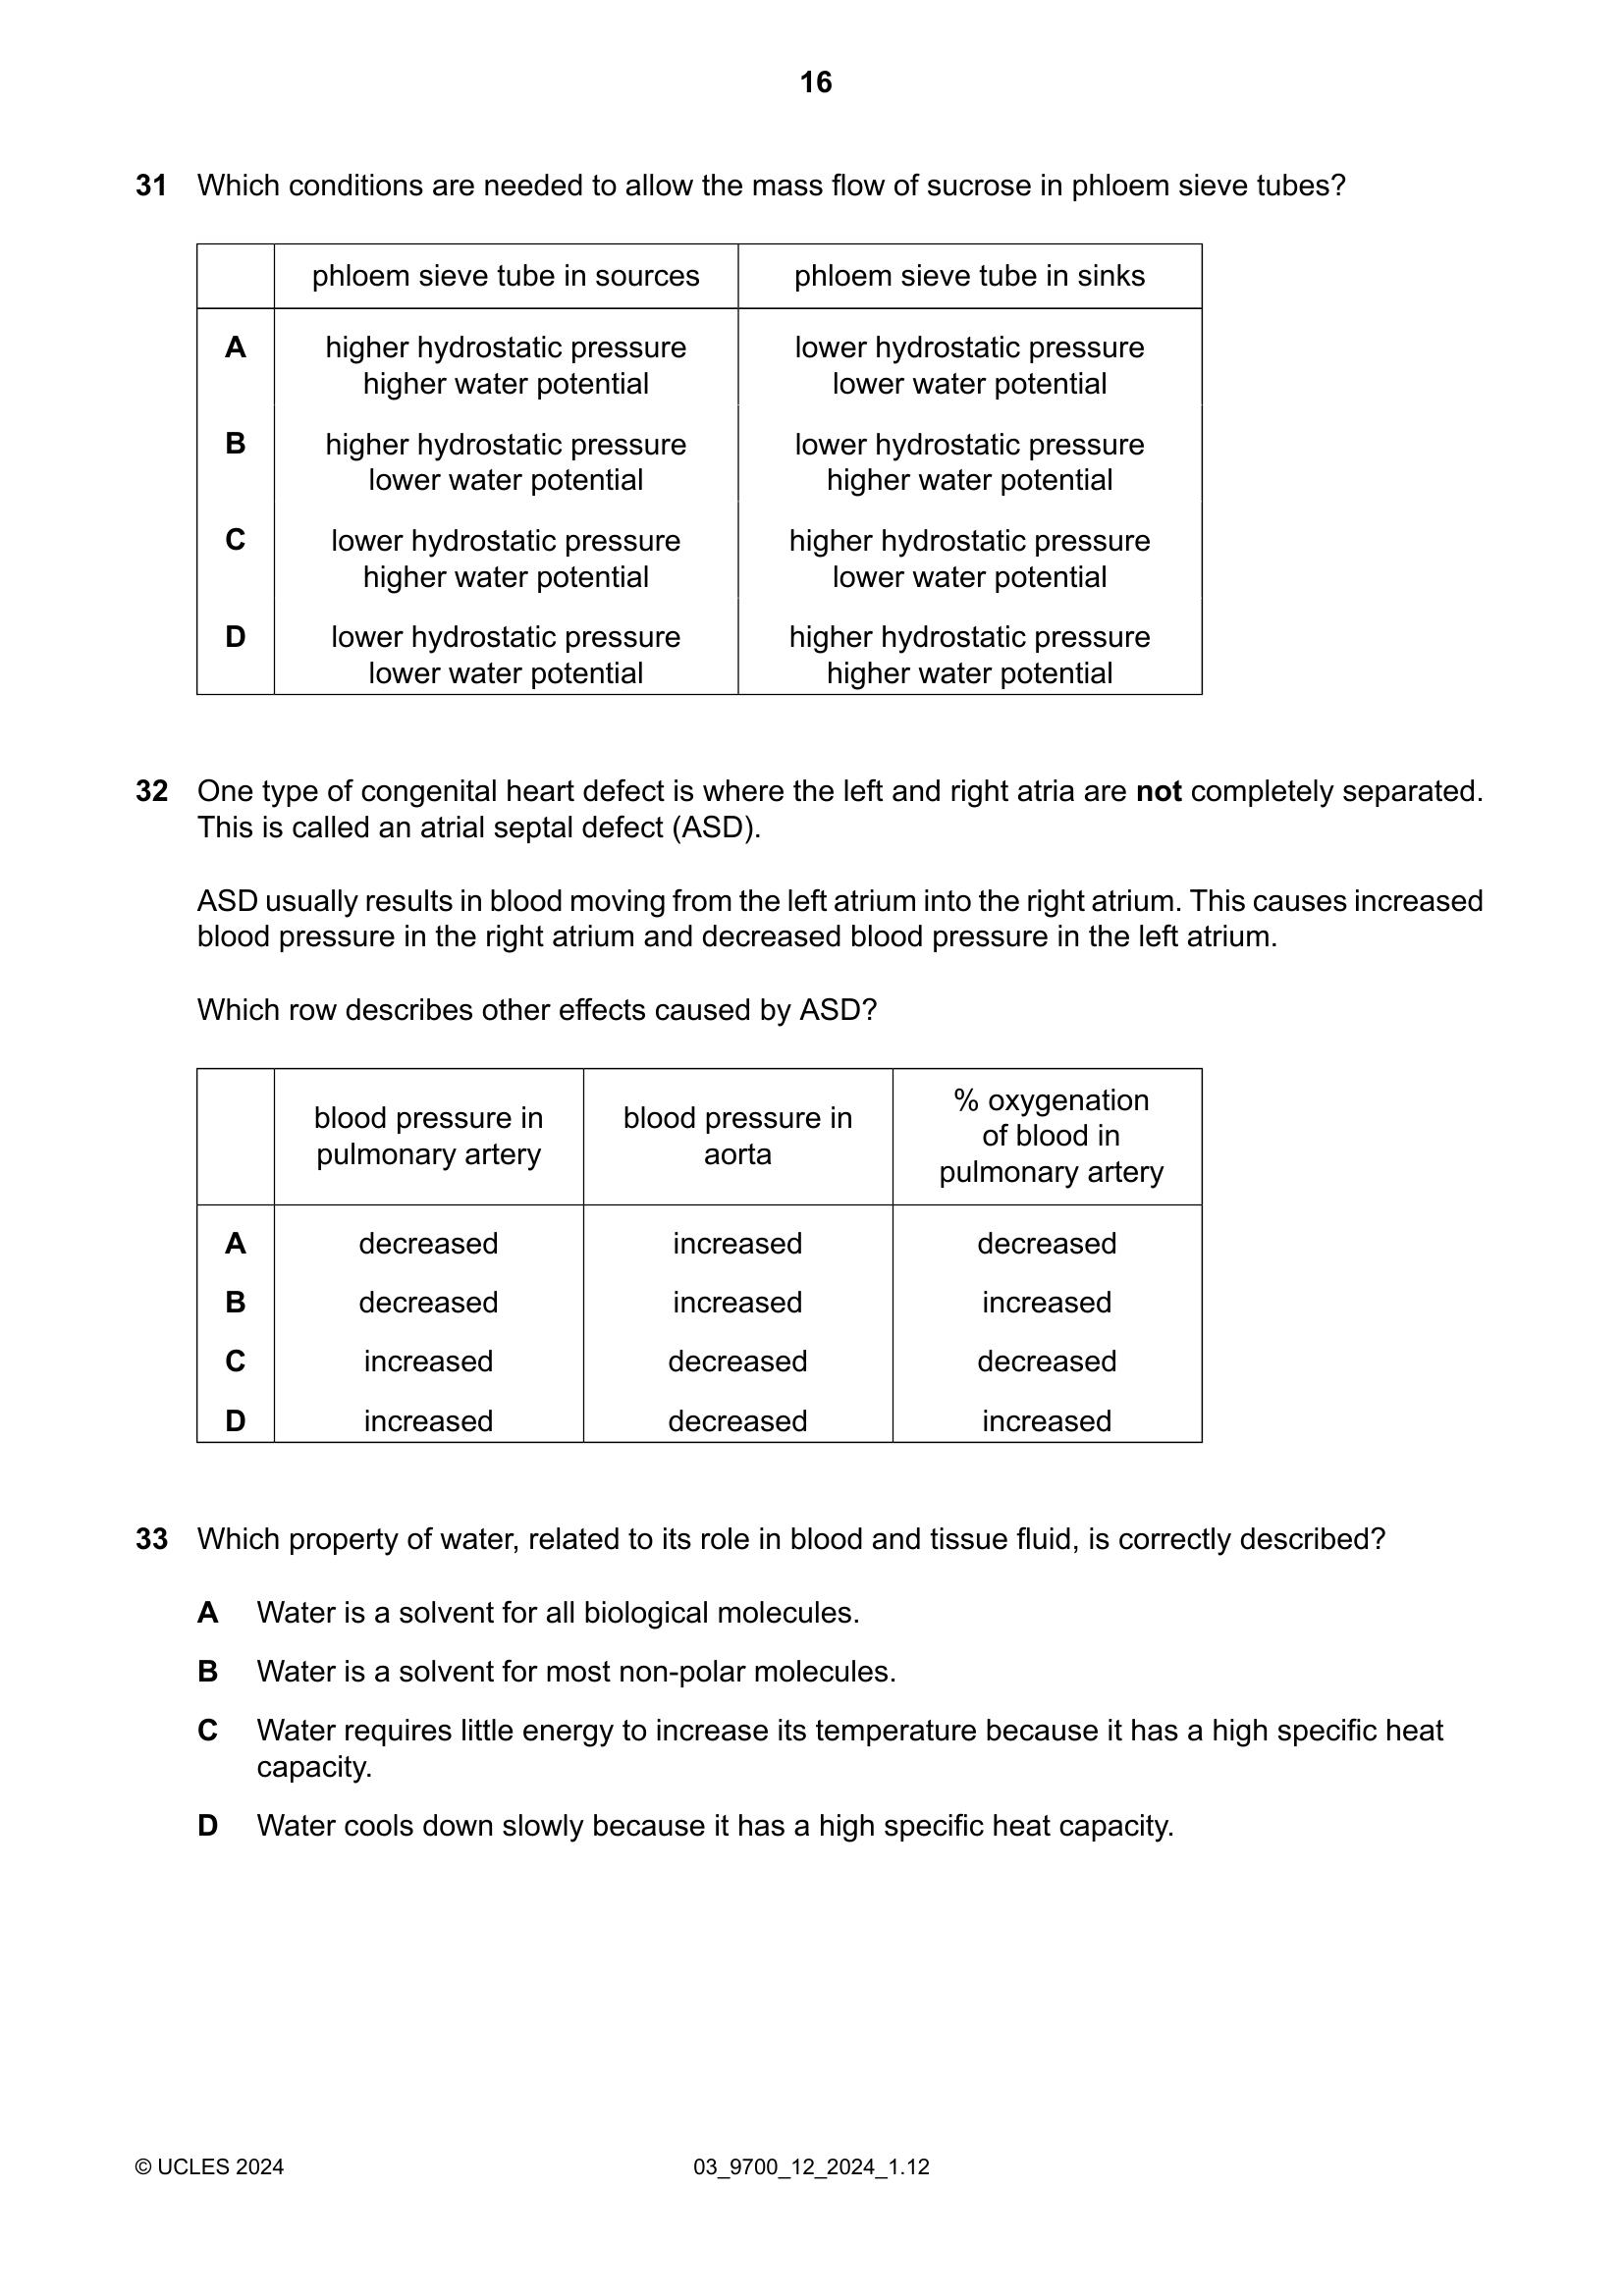 16
31 Which conditions are needed to allow the mass flow of sucrose in phloem sieve tubes?
phloem sieve tube in sources phloem sieve tube in sinks
A higher hydrostatic pressure lower hydrostatic pressure
higher water potential lower water potential
B higher hydrostatic pressure lower hydrostatic pressure
lower water potential higher water potential
C lower hydrostatic pressure higher hydrostatic pressure
higher water potential lower water potential
D lower hydrostatic pressure higher hydrostatic pressure
lower water potential higher water potential
32 One type of congenital heart defect is where the left and right atria are not completely separated.
This is called an atrial septal defect (ASD).
ASD usually results in blood moving from the left atrium into the right atrium. This causes increased
blood pressure in the right atrium and decreased blood pressure in the left atrium.
Which row describes other effects caused by ASD?
blood pressure in pulmonary artery blood pressure in aorta % oxygenation of blood in pulmonary artery
A decreased increased decreased
B decreased increased increased
C increased decreased decreased
D increased decreased increased
33 Which property of water, related to its role in blood and tissue fluid, is correctly described?
A Water is a solvent for all biological molecules.
B Water is a solvent for most non-polar molecules.
C Water requires little energy to increase its temperature because it has a high specific heat
capacity.
D Water cools down slowly because it has a high specific heat capacity.
© UCLES 2024 03_9700_12_2024_1.12